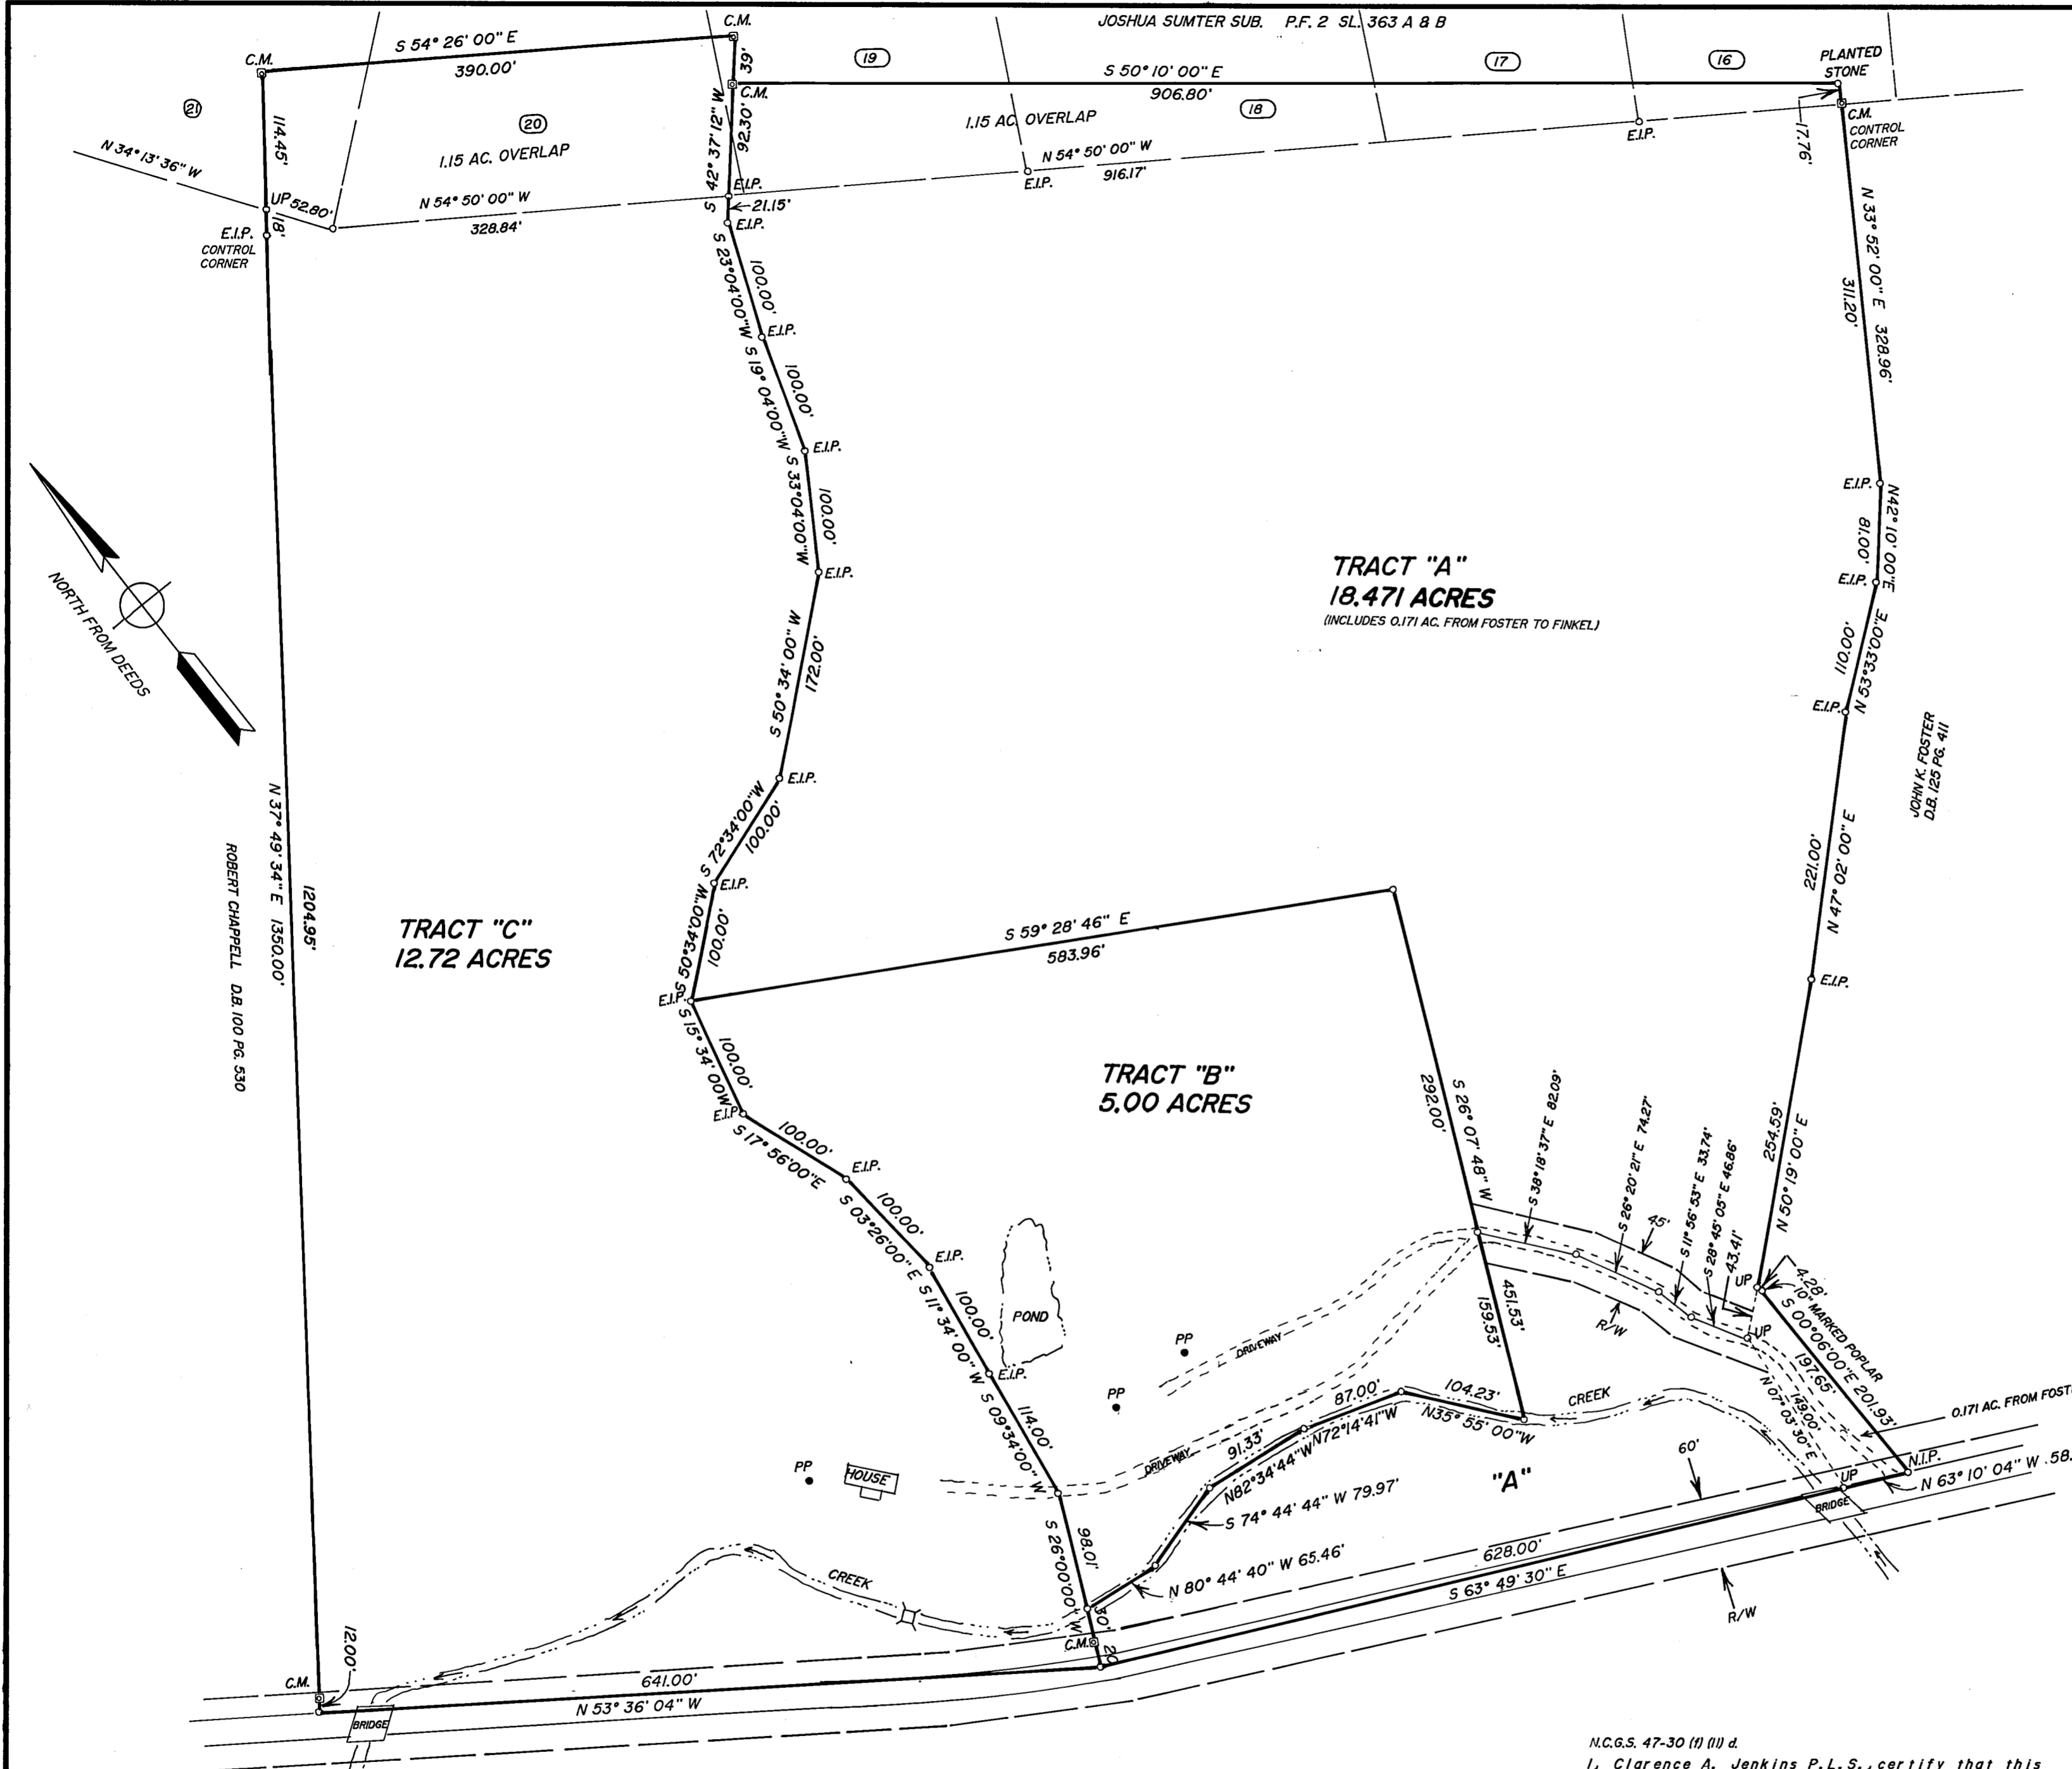 JOSHUA SUMTER SUB. P.F. 2 SL. 363 A & B
C.M.
S 54° 26' 00" E
390.00'
C.M.
39'
C.M.
19
S 50° 10' 00" E
906.80'
17
16
18
PLANTED
STONE
C.M.
CONTROL
CORNER
17.76'
21
20
1.15 AC. OVERLAP
1.15 AC. OVERLAP
114.45'
S 42° 37' 12" W
92.30'
N 34° 13' 36" W
UP 52.80'
18'
E.I.P.
CONTROL
CORNER
N 54° 50' 00" W
328.84'
E.I.P.
21.15'
E.I.P.
N 54° 50' 00" W
916.17'
E.I.P.
E.I.P.
S 23°04'00"W
100.00'
E.I.P.
S 19° 04'00"W
100.00'
E.I.P.
S 33°04'00"W
100.00'
E.I.P.
N 33° 52' 00" E 328.96'
311.20'
E.I.P.
N42° 10' 00"E
81.00'
E.I.P.
N 53°33'00"E
110.00'
E.I.P.
NORTH FROM DEEDS
TRACT "A"
18.471 ACRES
(INCLUDES 0.171 AC. FROM FOSTER TO FINKEL)
S 50° 34' 00" W
172.00'
E.I.P.
S 72°34'00"W
100.00'
E.I.P.
S 50°34'00"W
100.00'
E.I.P.
JOHN K. FOSTER
D.B. 125 PG. 411
N 47° 02' 00" E
221.00'
E.I.P.
ROBERT CHAPPELL D.B. 100 PG. 530
N 37° 49' 34" E 1350.00'
1204.95'
TRACT "C"
12.72 ACRES
S 59° 28' 46" E
583.96'
TRACT "B"
5.00 ACRES
S 15° 34' 00W
100.00'
E.I.P.
S 17° 56'00"E
100.00'
E.I.P.
S 03°26'00" E
100.00'
E.I.P.
S 11° 34' 00" W
100.00'
E.I.P.
S 09°34'00" W
114.00'
S 26°00'00" W
98.01'
S 26° 07' 48" W
292.00'
451.53'
159.53'
S 38° 18' 37" E 82.09'
S 26° 20' 21" E 74.27'
S 11° 56' 53" E 33.74'
S 28° 45' 05" E 46.86'
43.41'
45'
R/W
254.59'
N 50° 19' 00" E
UP
4.28'
10" MARKED POPLAR
S 00°06'00"E 201.93'
197.65'
UP
149.00'
N 07° 03' 30" E
POND
PP
DRIVEWAY
PP
DRIVEWAY
PP
HOUSE
87.00'
N72°14'41"W
104.23'
N35° 55' 00"W
CREEK
91.33'
N82°34'44"W
S 74° 44' 44" W 79.97'
N 80° 44' 40" W 65.46'
"A"
60'
0.171 AC. FROM FOST
N.I.P.
UP
N 63° 10' 04" W 58.
BRIDGE
628.00'
S 63° 49' 30" E
R/W
CREEK
30'
C.M.
12.00'
C.M.
641.00'
N 53° 36' 04" W
BRIDGE
N.C.G.S. 47-30 (f) (11) d.
I, Clarence A. Jenkins P.L.S., certify that this